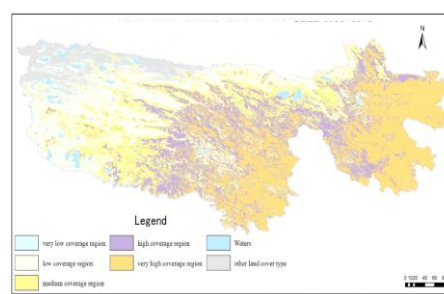 N
Legend
very low coverage region
high coverage region
Waters
low coverage region
very high coverage region
other land cover type
medium coverage region